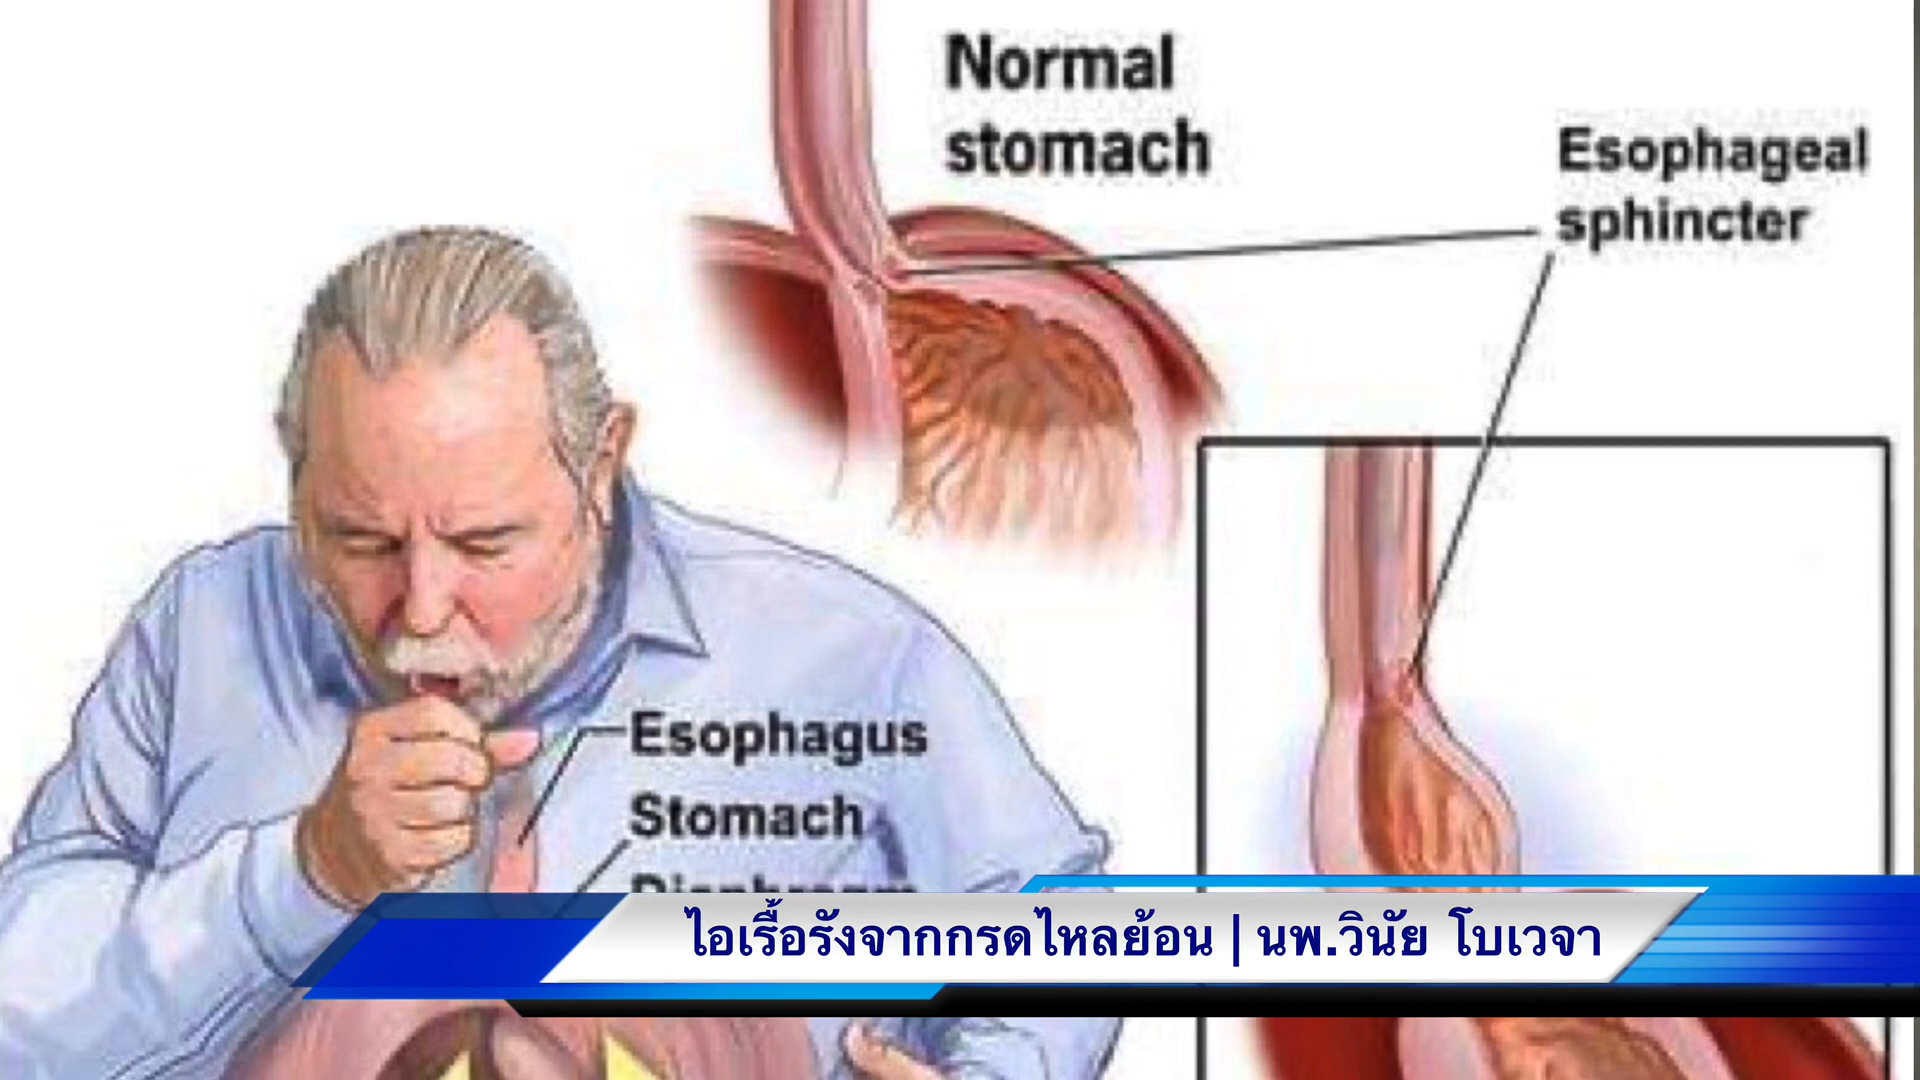 Normal
stomach
Esophageal
sphincter
Esophagus
Stomach
ไอเรื้อรังจากกรดไหลย้อน | นพ.วินัย โบเวจา